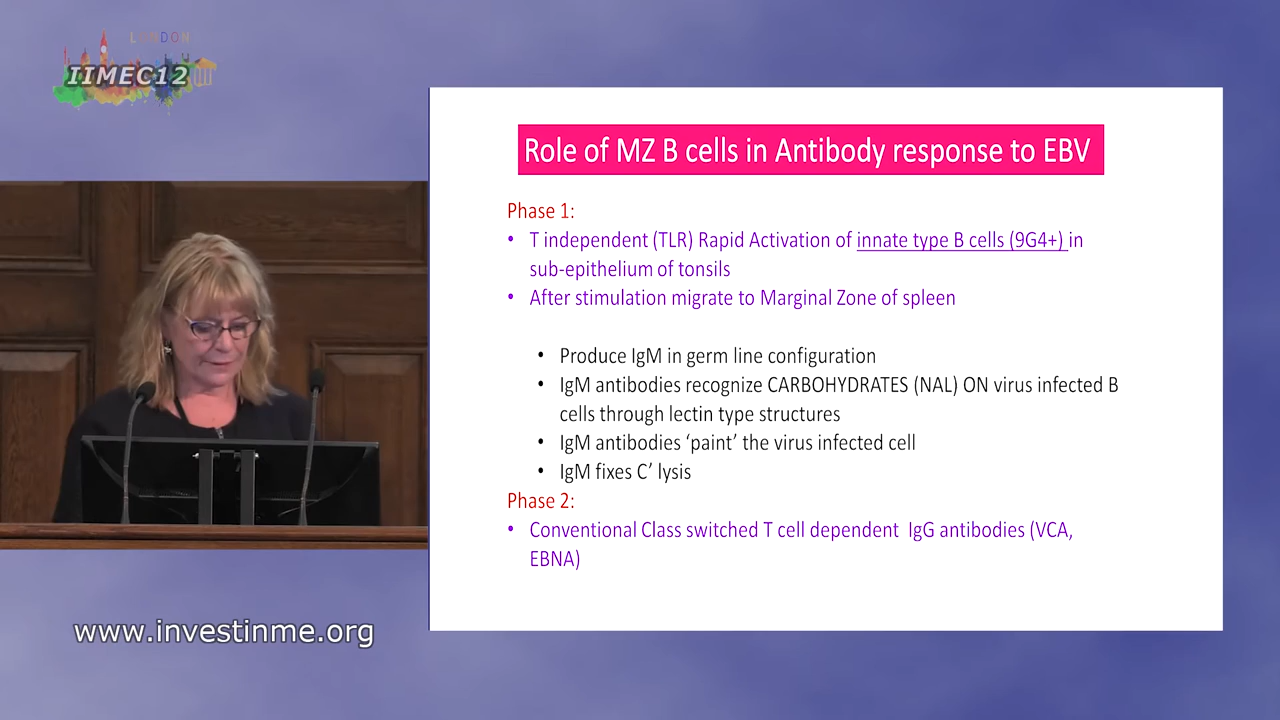 LONDON
IIMEC12
Role of MZ B cells in Antibody response to EBV
Phase 1:
• T independent (TLR) Rapid Activation of innate type B cells (9G4+) in
sub-epithelium of tonsils
• After stimulation migrate to Marginal Zone of spleen
• Produce IgM in germ line configuration
• IgM antibodies recognize CARBOHYDRATES (NAL) ON virus infected B
cells through lectin type structures
• IgM antibodies ‘paint’ the virus infected cell
• IgM fixes C’ lysis
Phase 2:
• Conventional Class switched T cell dependent IgG antibodies (VCA,
EBNA)
www.investinme.org